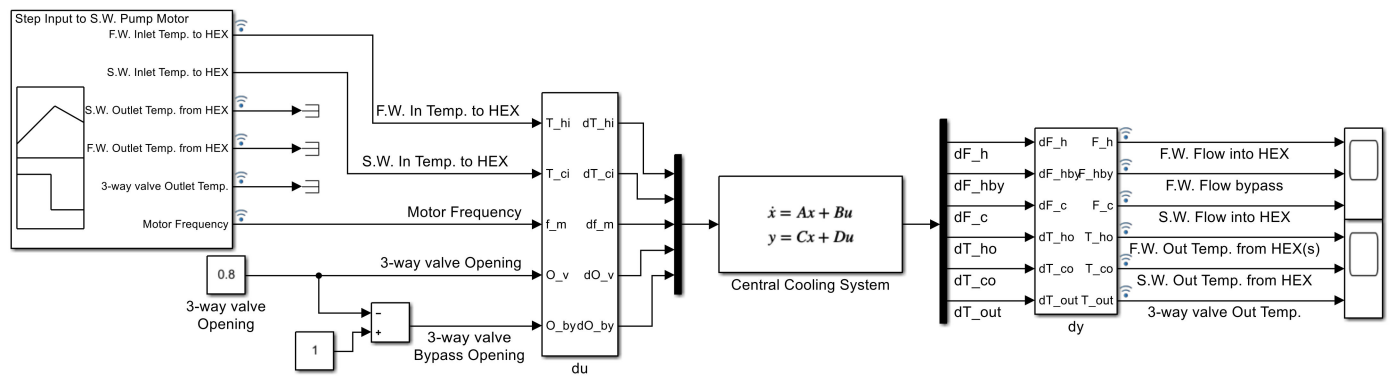 Step Input to S.W. Pump Motor
F.W. Inlet Temp. to HEX
S.W. Inlet Temp. to HEX
S.W. Outlet Temp. from HEX
F.W. Outlet Temp. from HEX
3-way valve Outlet Temp.
Motor Frequency
F.W. In Temp. to HEX
S.W. In Temp. to HEX
Motor Frequency
3-way valve Opening
0.8
3-way valve
Opening
1
−
+
3-way valve
Bypass Opening
T_hi dT_hi
T_ci dT_ci
f_m df_m
O_v dO_v
O_by dO_by
du
ẋ = Ax + Bu
y = Cx + Du
Central Cooling System
dF_h
dF_hby
dF_c
dT_ho
dT_co
dT_out
dF_h F_h
dF_hby F_hby
dF_c F_c
dT_ho T_ho
dT_co T_co
dT_out T_out
dy
F.W. Flow into HEX
F.W. Flow bypass
S.W. Flow into HEX
F.W. Out Temp. from HEX(s)
S.W. Out Temp. from HEX
3-way valve Out Temp.